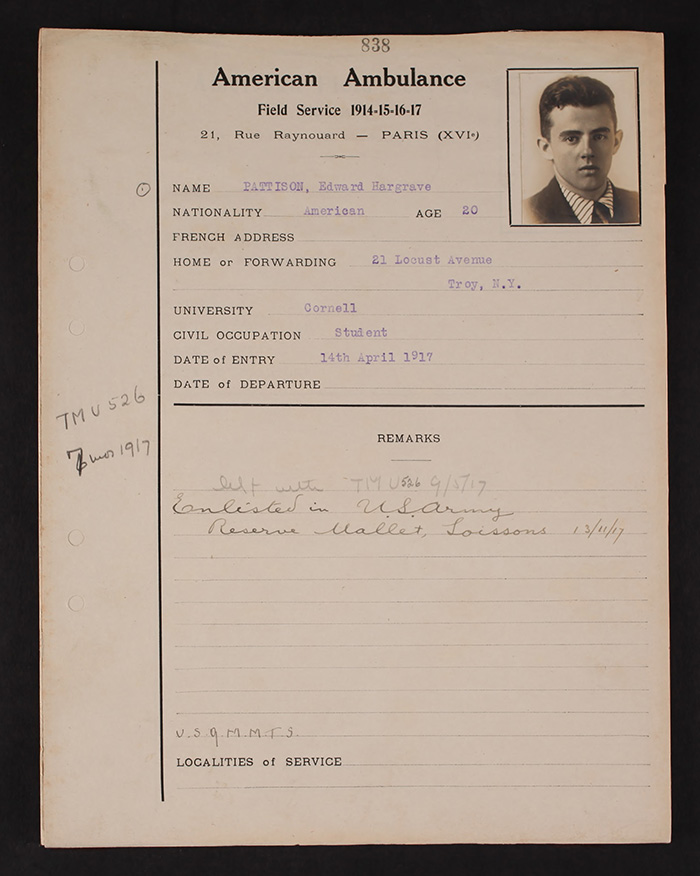 838
American Ambulance
Field Service 1914-15-16-17
21, Rue Raynouard — PARIS (XVIe)
NAME PATTISON, Edward Hargrave
NATIONALITY American AGE 20
FRENCH ADDRESS
HOME or FORWARDING 21 Locust Avenue
Troy, N.Y.
UNIVERSITY Cornell
CIVIL OCCUPATION Student
DATE of ENTRY 14th April 1917
DATE of DEPARTURE
TMU 526
7 mos 1917
REMARKS
left with TMU 526 9/5/17
Enlisted in U.S. Army
Reserve Mallet, Soissons 13/11/17
U.S.Q.M.M.T.S.
LOCALITIES of SERVICE